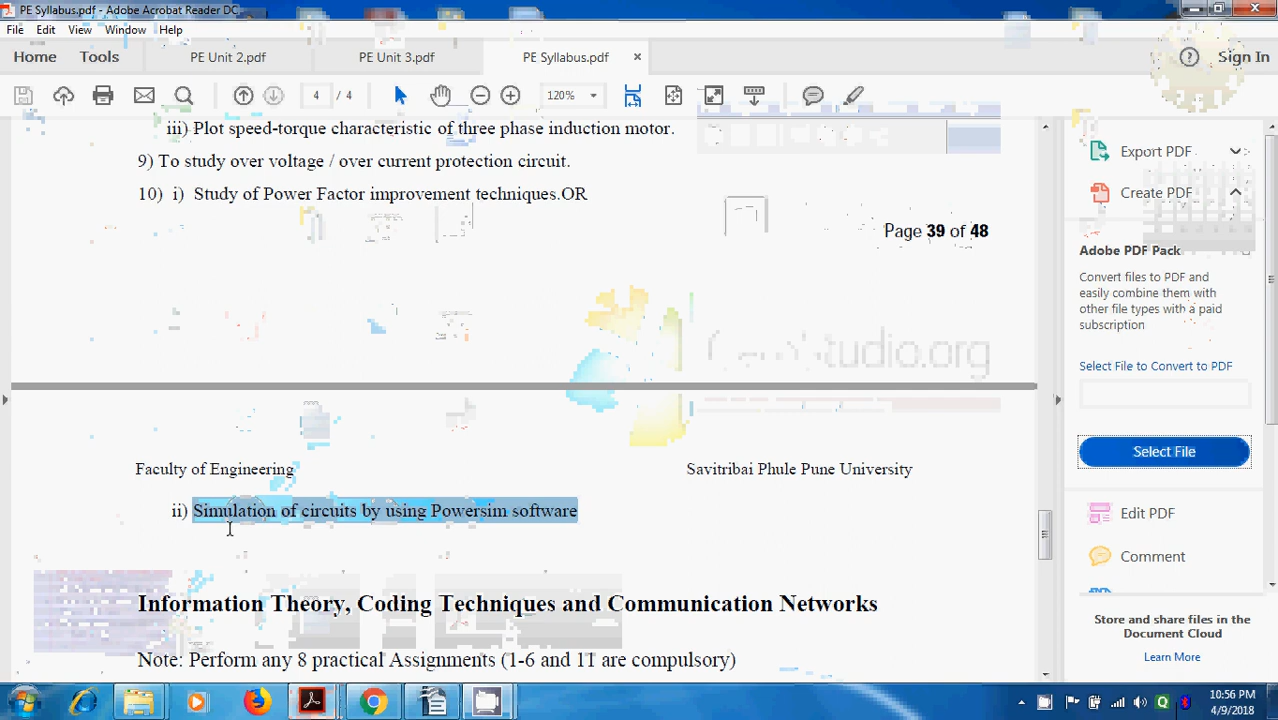 PE Syllabus.pdf - Adobe Acrobat Reader DC
File Edit View Window Help
Home Tools PE Unit 2.pdf PE Unit 3.pdf PE Syllabus.pdf × ? Sign In
4 / 4 120%
iii) Plot speed-torque characteristic of three phase induction motor.
9) To study over voltage / over current protection circuit.
10) i) Study of Power Factor improvement techniques.OR
Page 39 of 48
studio.org
Faculty of Engineering Savitribai Phule Pune University
ii) Simulation of circuits by using Powersim software
Information Theory, Coding Techniques and Communication Networks
Note: Perform any 8 practical Assignments (1-6 and 1T are compulsory)
Export PDF
Create PDF
Adobe PDF Pack
Convert files to PDF and
easily combine them with
other file types with a paid
subscription
Select File to Convert to PDF
Select File
Edit PDF
Comment
Store and share files in the
Document Cloud
Learn More
10:56 PM
4/9/2018